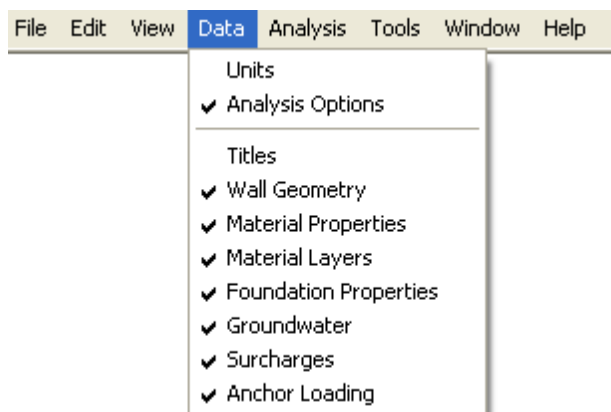 File Edit View Data Analysis Tools Window Help
Units
Analysis Options
Titles
Wall Geometry
Material Properties
Material Layers
Foundation Properties
Groundwater
Surcharges
Anchor Loading